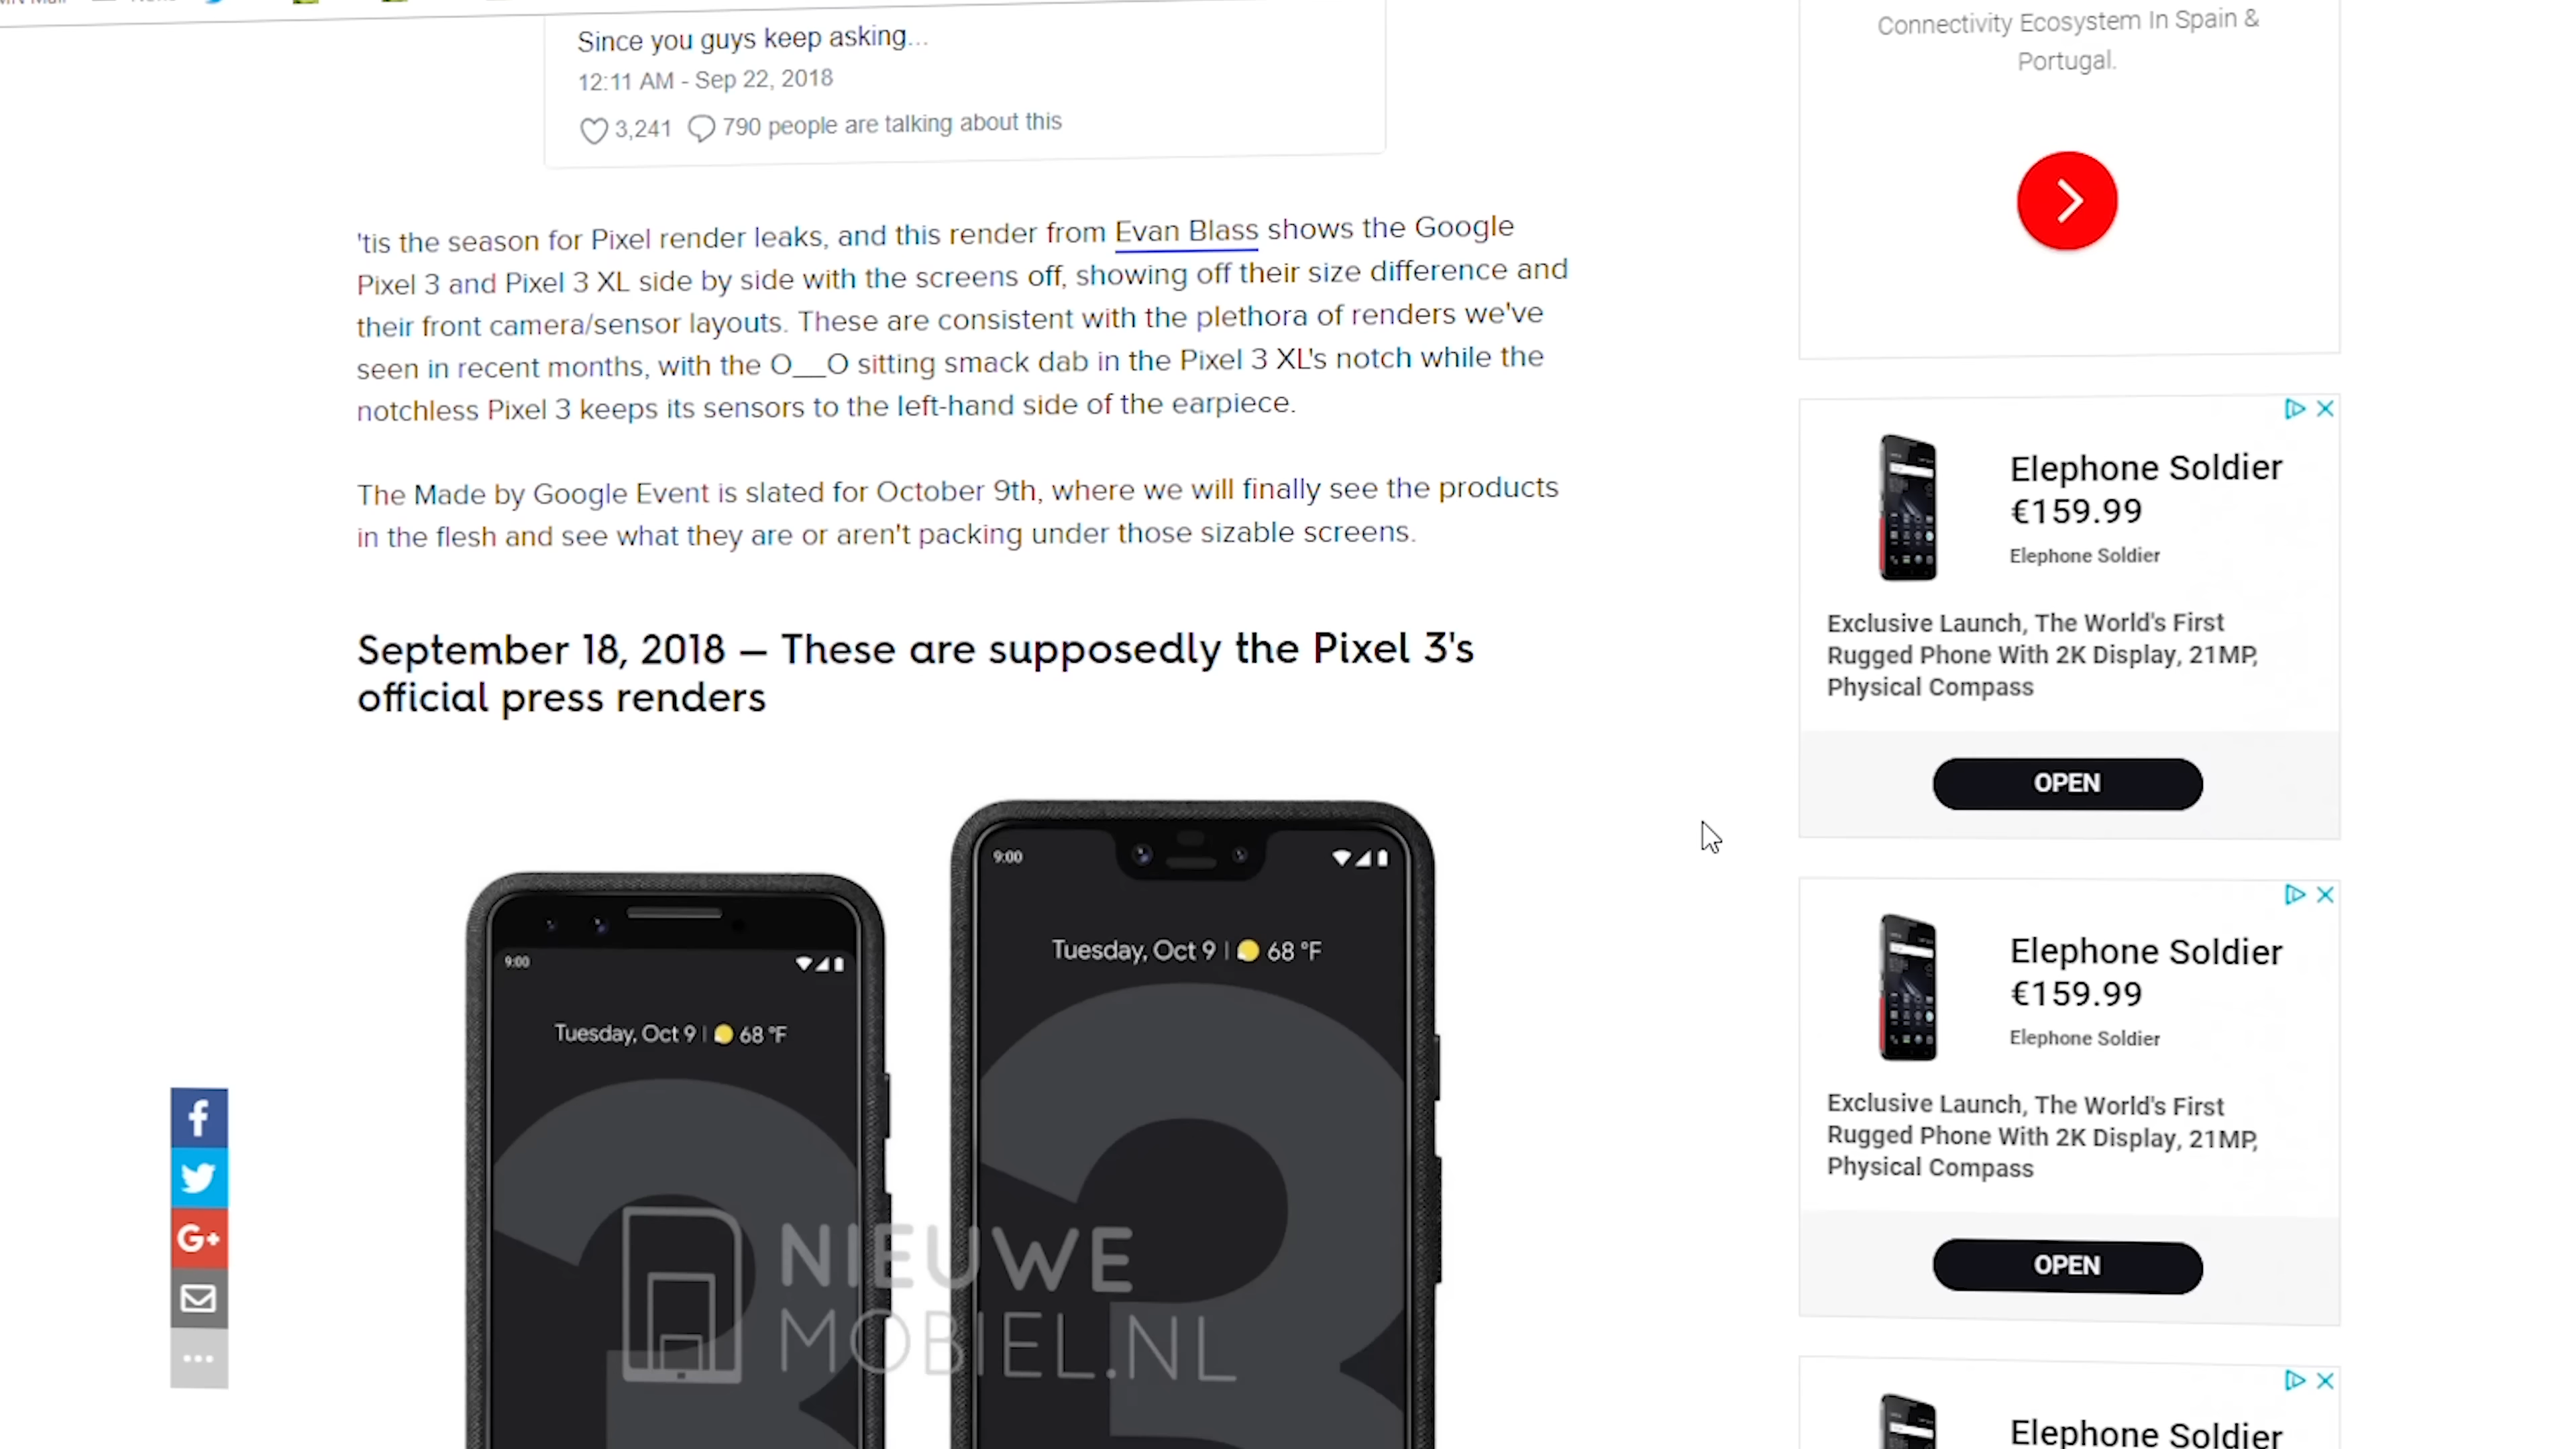 Since you guys keep asking...
12:11 AM - Sep 22, 2018
3,241 790 people are talking about this
'tis the season for Pixel render leaks, and this render from Evan Blass shows the Google
Pixel 3 and Pixel 3 XL side by side with the screens off, showing off their size difference and
their front camera/sensor layouts. These are consistent with the plethora of renders we've
seen in recent months, with the O__O sitting smack dab in the Pixel 3 XL's notch while the
notchless Pixel 3 keeps its sensors to the left-hand side of the earpiece.
The Made by Google Event is slated for October 9th, where we will finally see the products
in the flesh and see what they are or aren't packing under those sizable screens.
September 18, 2018 — These are supposedly the Pixel 3's
official press renders
9:00
Tuesday, Oct 9 | 68 °F
9:00
Tuesday, Oct 9 | 68 °F
3
3
NIEUWE
MOBIEL.NL
f
G+
Connectivity Ecosystem In Spain &
Portugal.
Elephone Soldier
€159.99
Elephone Soldier
Exclusive Launch, The World's First
Rugged Phone With 2K Display, 21MP,
Physical Compass
OPEN
Elephone Soldier
€159.99
Elephone Soldier
Exclusive Launch, The World's First
Rugged Phone With 2K Display, 21MP,
Physical Compass
OPEN
Elephone Soldier